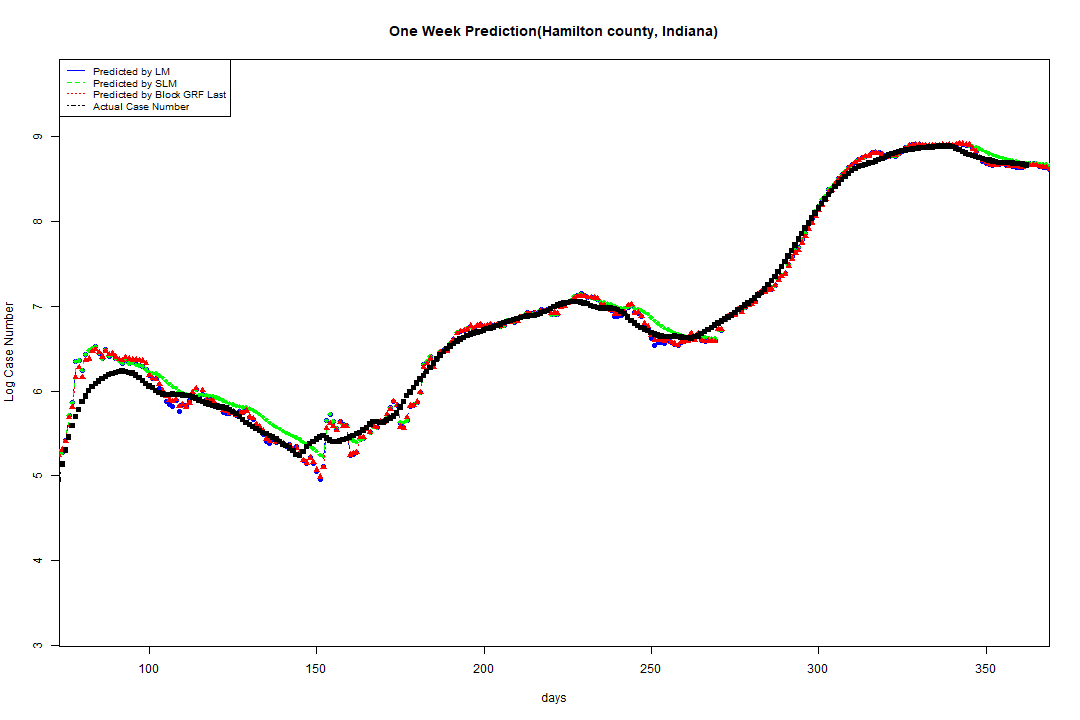 One Week Prediction(Hamilton county, Indiana)
Predicted by LM
Predicted by SLM
Predicted by Block GRF Last
Actual Case Number
Log Case Number
9
8
7
6
5
4
3
100 150 200 250 300 350
days